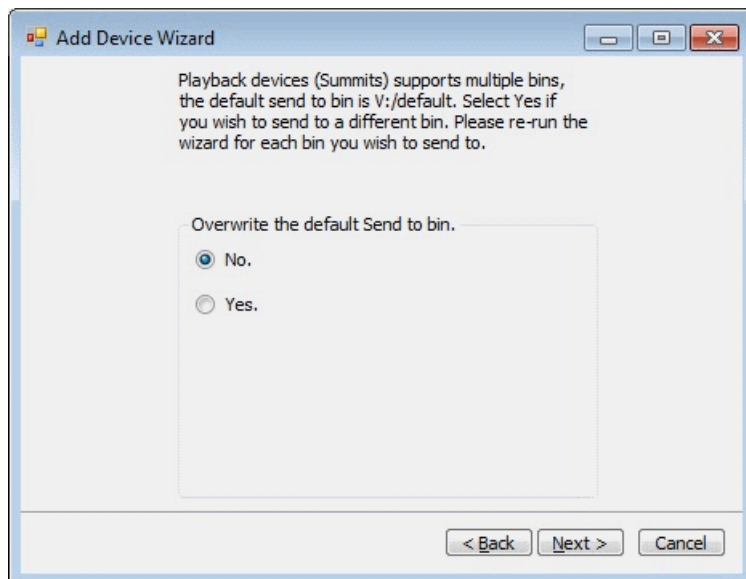 Add Device Wizard
Playback devices (Summits) supports multiple bins,
the default send to bin is V:/default. Select Yes if
you wish to send to a different bin. Please re-run the
wizard for each bin you wish to send to.
Overwrite the default Send to bin.
No.
Yes.
< Back Next > Cancel